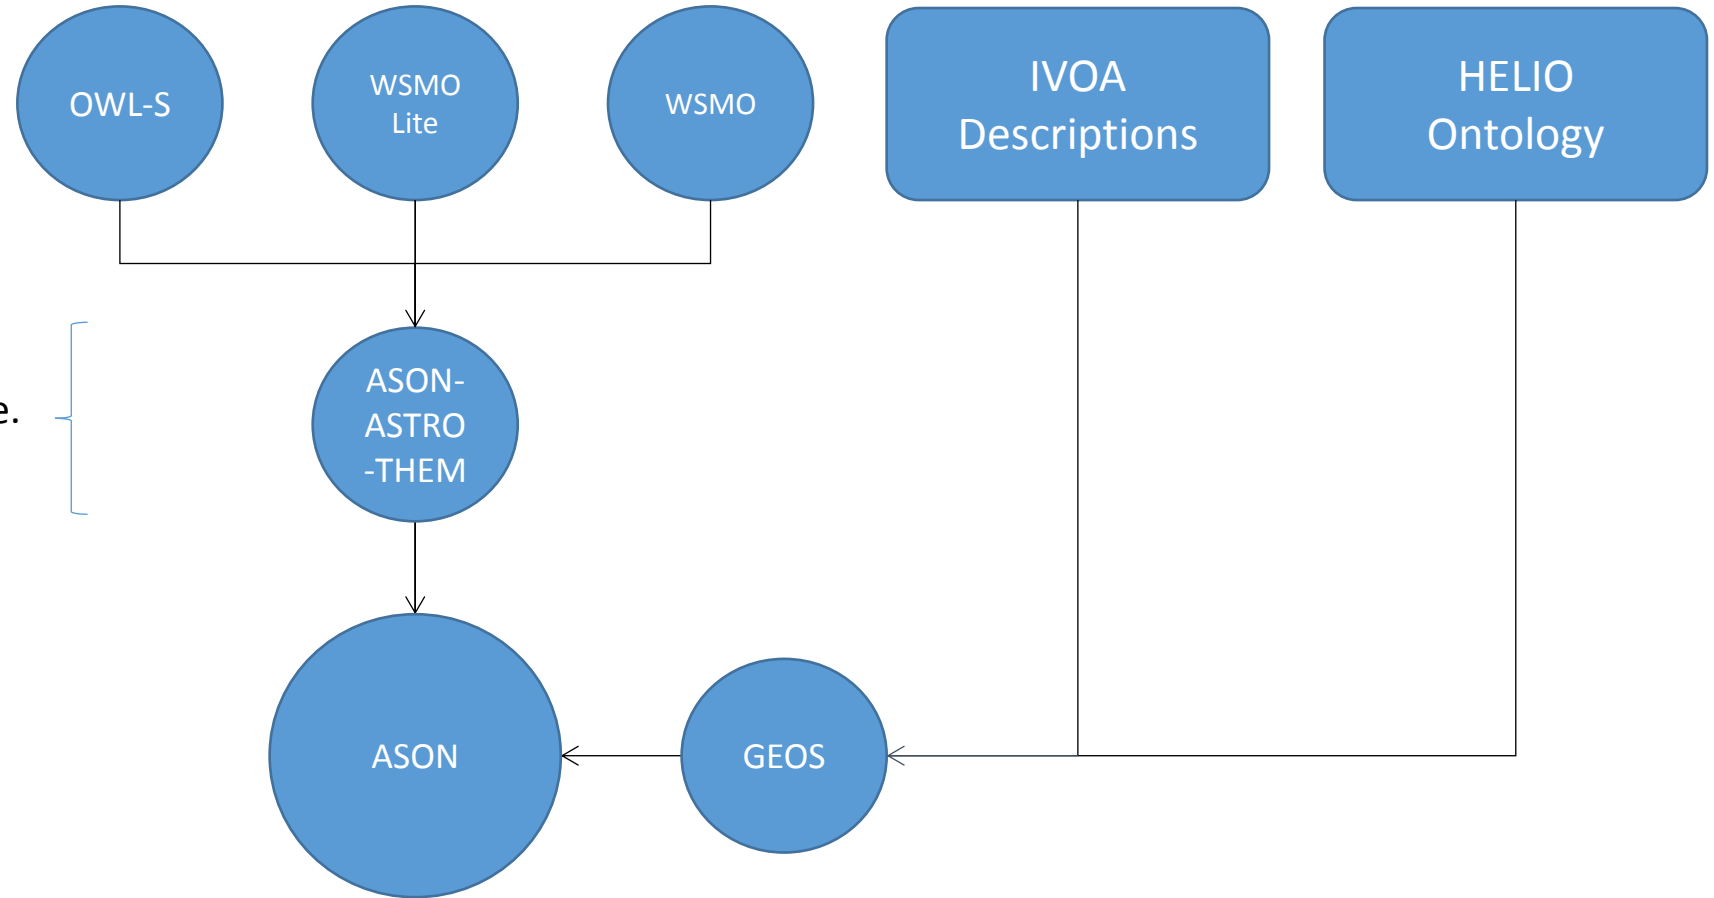 OWL-S
WSMO
Lite
WSMO
IVOA
Descriptions
HELIO
Ontology
e.
ASON-
ASTRO
-THEM
ASON
GEOS